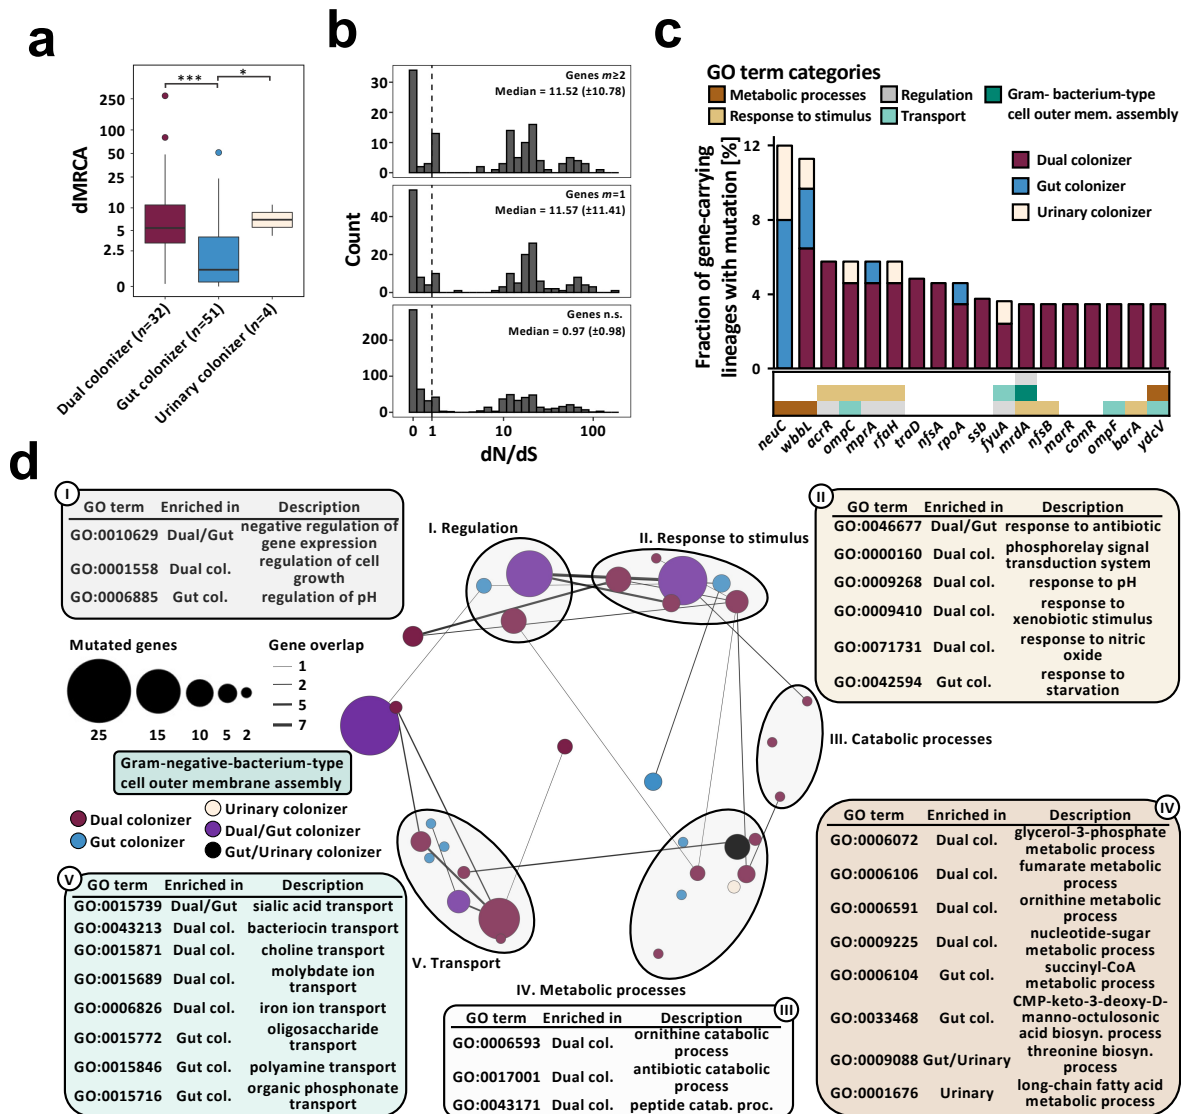 a
dMRCA
250
100
50
25
10
5
2.5
0
***
*
Dual colonizer (n=32)
Gut colonizer (n=51)
Urinary colonizer (n=4)
b
Count
30
20
10
0
Genes m≥2
Median = 11.52 (±10.78)
40
20
0
Genes m=1
Median = 11.57 (±11.41)
200
100
0
Genes n.s.
Median = 0.97 (±0.98)
0
1
10
100
dN/dS
c
GO term categories
Metabolic processes
Response to stimulus
Regulation
Transport
Gram- bacterium-type
cell outer mem. assembly
Fraction of gene-carrying
lineages with mutation [%]
12
8
4
0
Dual colonizer
Gut colonizer
Urinary colonizer
neuC
wbbL
acrR
ompC
mprA
rfaH
traD
nfsA
rpoA
ssb
fyuA
mrdA
nfsB
marR
comR
ompF
barA
ydcV
d
I
GO term Enriched in Description
GO:0010629 Dual/Gut negative regulation of
gene expression
GO:0001558 Dual col. regulation of cell
growth
GO:0006885 Gut col. regulation of pH
Mutated genes
25
15
10
5
2
Gene overlap
1
2
5
7
Gram-negative-bacterium-type
cell outer membrane assembly
Dual colonizer
Gut colonizer
Urinary colonizer
Dual/Gut colonizer
Gut/Urinary colonizer
I. Regulation
II. Response to stimulus
III. Catabolic processes
IV. Metabolic processes
V. Transport
II
GO term Enriched in Description
GO:0046677 Dual/Gut response to antibiotic
GO:0000160 Dual col. phosphorelay signal
transduction system
GO:0009268 Dual col. response to pH
GO:0009410 Dual col. response to
xenobiotic stimulus
GO:0071731 Dual col. response to nitric
oxide
GO:0042594 Gut col. response to
starvation
V
GO term Enriched in Description
GO:0015739 Dual/Gut sialic acid transport
GO:0043213 Dual col. bacteriocin transport
GO:0015871 Dual col. choline transport
GO:0015689 Dual col. molybdate ion
transport
GO:0006826 Dual col. iron ion transport
GO:0015772 Gut col. oligosaccharide
transport
GO:0015846 Gut col. polyamine transport
GO:0015716 Gut col. organic phosphonate
transport
III
GO term Enriched in Description
GO:0006593 Dual col. ornithine catabolic
process
GO:0017001 Dual col. antibiotic catabolic
process
GO:0043171 Dual col. peptide catab. proc.
IV
GO term Enriched in Description
GO:0006072 Dual col. glycerol-3-phosphate
metabolic process
GO:0006106 Dual col. fumarate metabolic
process
GO:0006591 Dual col. ornithine metabolic
process
GO:0009225 Dual col. nucleotide-sugar
metabolic process
GO:0006104 Gut col. succinyl-CoA
metabolic process
GO:0033468 Gut col. CMP-keto-3-deoxy-D-
manno-octulosonic
acid biosyn. process
GO:0009088 Gut/Urinary threonine biosyn.
process
GO:0001676 Urinary long-chain fatty acid
metabolic process